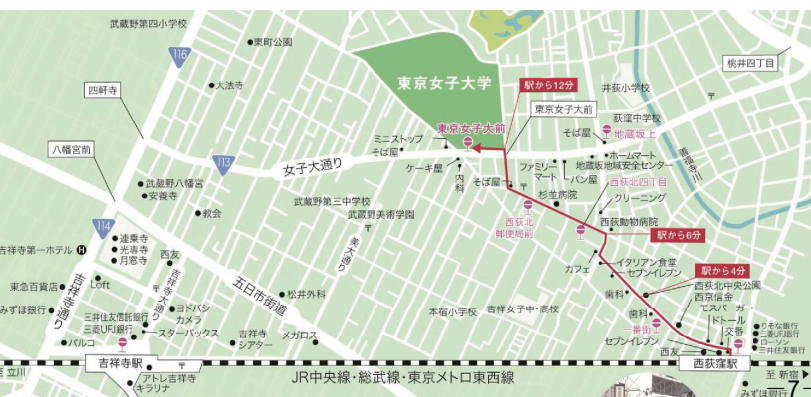 武蔵野第四小学校
116
東町公園
大法寺
四軒寺
八幡宮前
113
114
武蔵野八幡宮
安養寺
教会
蓮乗寺
光専寺
月窓寺
吉祥寺第一ホテル
H
東急百貨店
みずほ銀行
Loft
西友
吉祥寺通り
吉祥寺大通り
三井住友信託銀行
三菱UFJ銀行
ヨドバシ
カメラ
スターバックス
パルコ
吉祥寺
シアター
メガロス
松井外科
五日市街道
吉祥寺駅
アトレ吉祥寺
キラリナ
至 立川
JR中央線・総武線・東京メトロ東西線
東京女子大学
東京女子大前
ミニストップ
そば屋
女子大通り
ケーキ屋
内科
武蔵野第三中学校
武蔵野美術学園
美大通り
本宿小学校
吉祥女子中・高校
駅から12分
東京女子大前
井荻小学校
荻窪中学校
そば屋
地蔵坂上
桃井四丁目
善福寺川
ファミリー
マート
ホームマート
地蔵坂地域安全センター
パン屋
そば屋
杉並病院
西荻北四丁目
クリーニング
西荻北
郵便局前
西荻動物病院
駅から6分
カフェ
イタリアン食堂
セブンイレブン
駅から4分
歯科
西荻北中央公園
西京信金
歯科
一番街
ドトール
交番
セブンイレブン
西友
りそな銀行
三菱UFJ銀行
ローソン
三井住友銀行
西荻窪駅
至 新宿
みずほ銀行
7